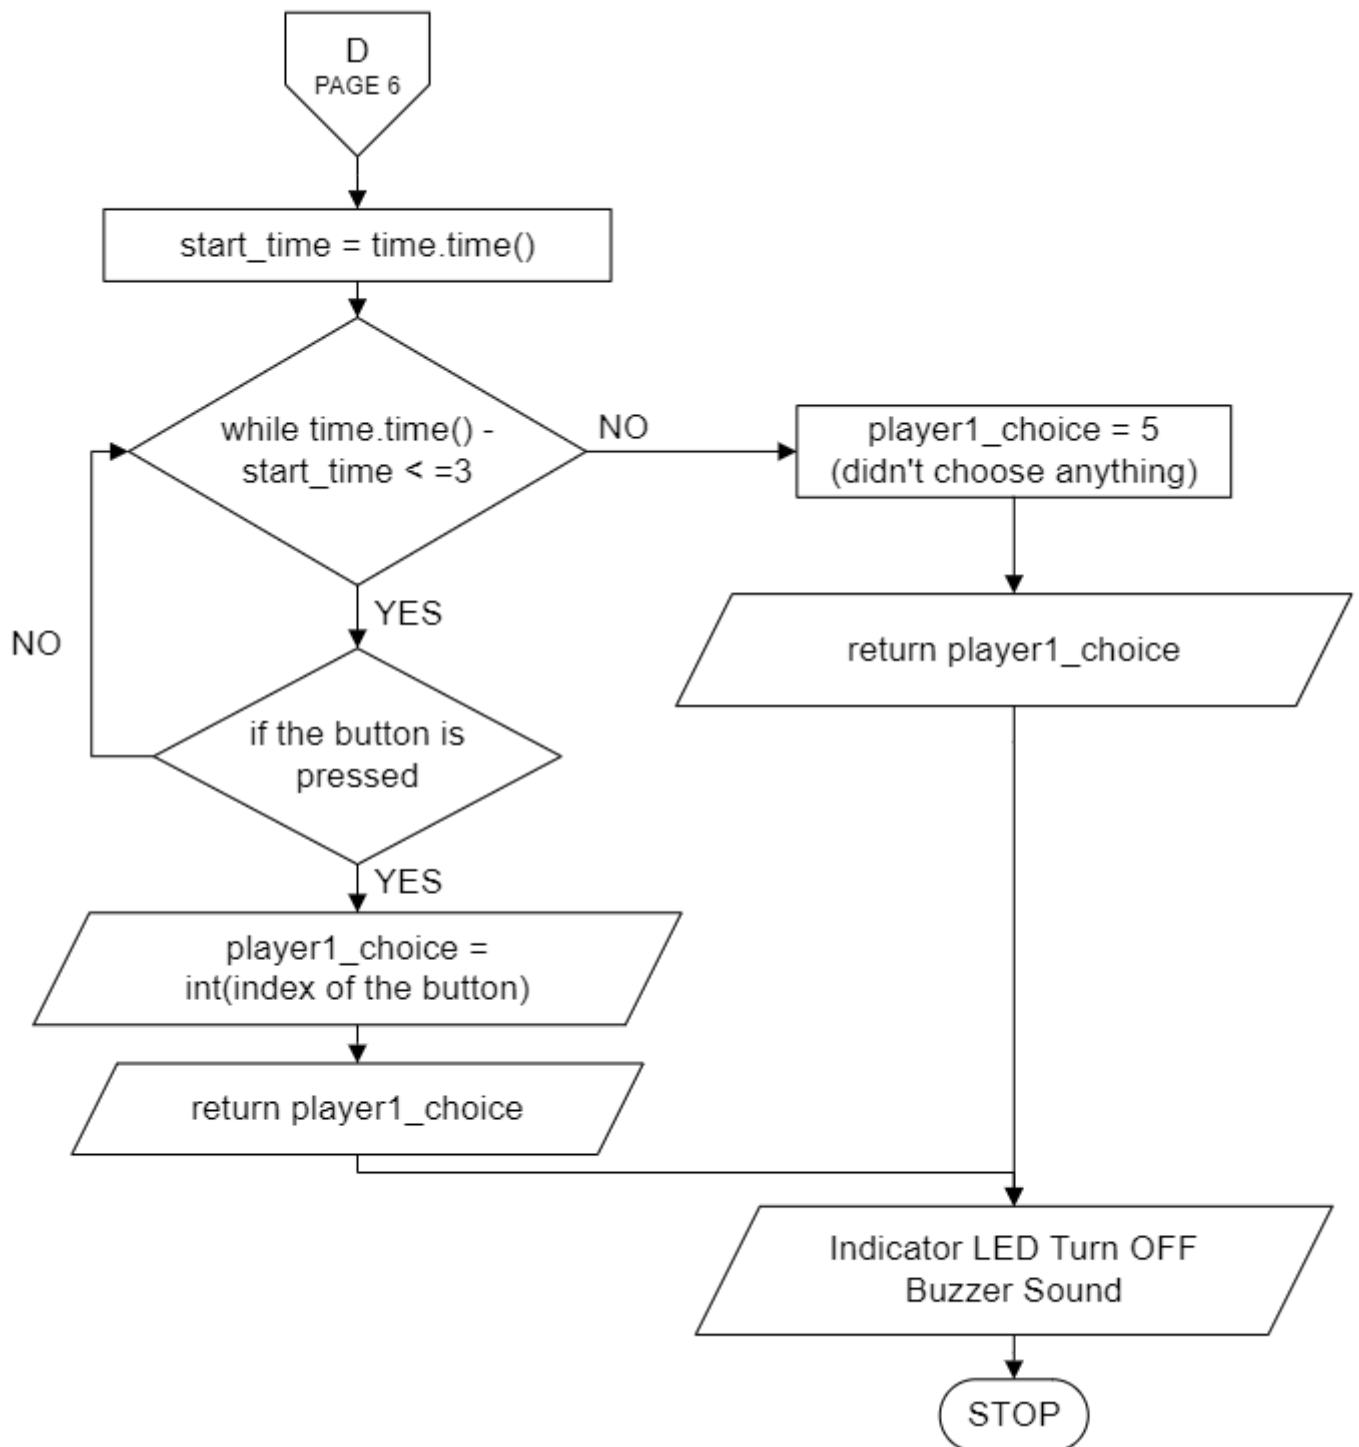 D
PAGE 6
start_time = time.time()
while time.time() -
start_time < =3
NO
player1_choice = 5
(didn't choose anything)
YES
NO
return player1_choice
if the button is
pressed
YES
player1_choice =
int(index of the button)
return player1_choice
Indicator LED Turn OFF
Buzzer Sound
STOP